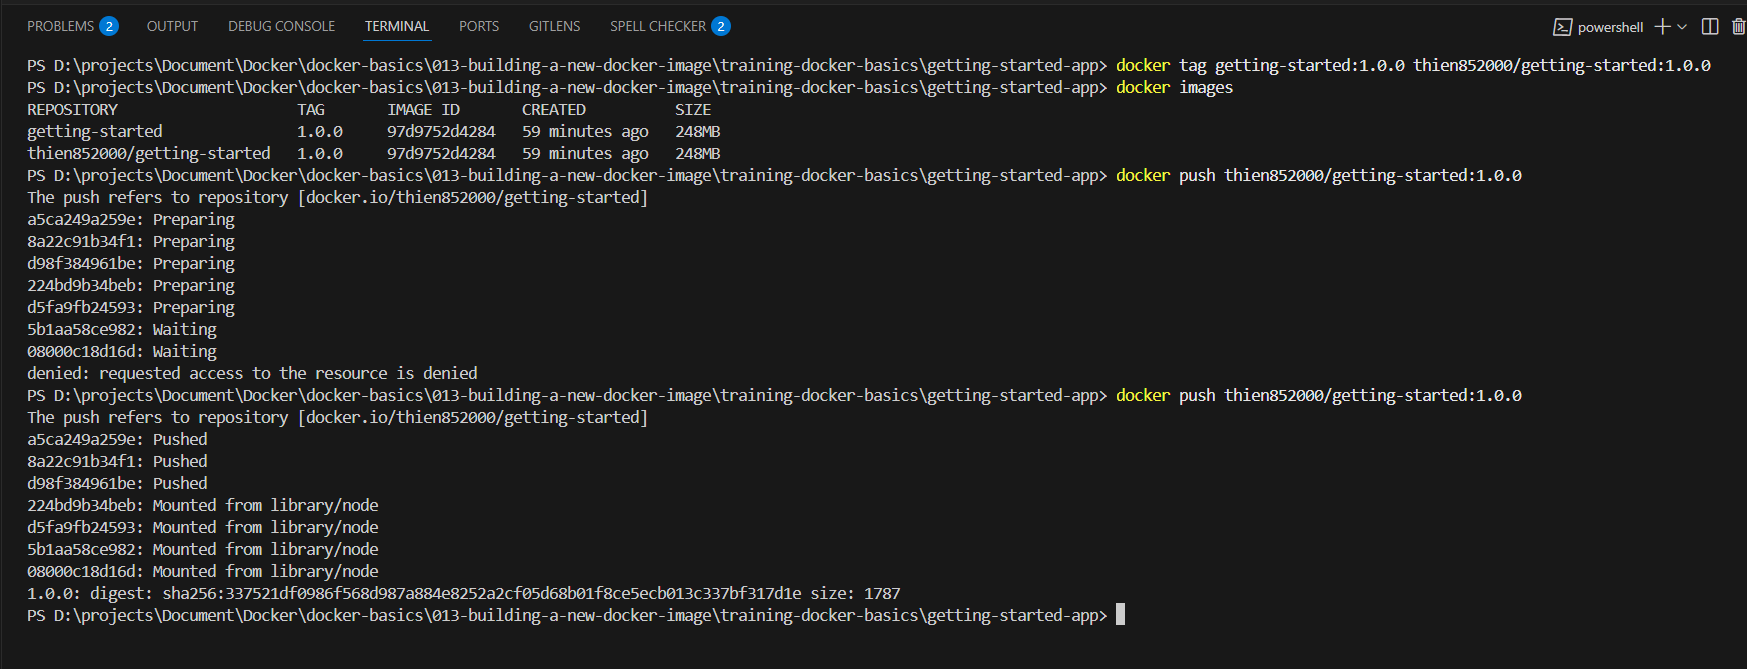 PROBLEMS 2 OUTPUT DEBUG CONSOLE TERMINAL PORTS GITLENS SPELL CHECKER 2 powershell
PS D:\projects\Document\Docker\docker-basics\013-building-a-new-docker-image\training-docker-basics\getting-started-app> docker tag getting-started:1.0.0 thien852000/getting-started:1.0.0
PS D:\projects\Document\Docker\docker-basics\013-building-a-new-docker-image\training-docker-basics\getting-started-app> docker images
REPOSITORY TAG IMAGE ID CREATED SIZE
getting-started 1.0.0 97d9752d4284 59 minutes ago 248MB
thien852000/getting-started 1.0.0 97d9752d4284 59 minutes ago 248MB
PS D:\projects\Document\Docker\docker-basics\013-building-a-new-docker-image\training-docker-basics\getting-started-app> docker push thien852000/getting-started:1.0.0
The push refers to repository [docker.io/thien852000/getting-started]
a5ca249a259e: Preparing
8a22c91b34f1: Preparing
d98f384961be: Preparing
224bd9b34beb: Preparing
d5fa9fb24593: Preparing
5b1aa58ce982: Waiting
08000c18d16d: Waiting
denied: requested access to the resource is denied
PS D:\projects\Document\Docker\docker-basics\013-building-a-new-docker-image\training-docker-basics\getting-started-app> docker push thien852000/getting-started:1.0.0
The push refers to repository [docker.io/thien852000/getting-started]
a5ca249a259e: Pushed
8a22c91b34f1: Pushed
d98f384961be: Pushed
224bd9b34beb: Mounted from library/node
d5fa9fb24593: Mounted from library/node
5b1aa58ce982: Mounted from library/node
08000c18d16d: Mounted from library/node
1.0.0: digest: sha256:337521df0986f568d987a884e8252a2cf05d68b01f8ce5ecb013c337bf317d1e size: 1787
PS D:\projects\Document\Docker\docker-basics\013-building-a-new-docker-image\training-docker-basics\getting-started-app>